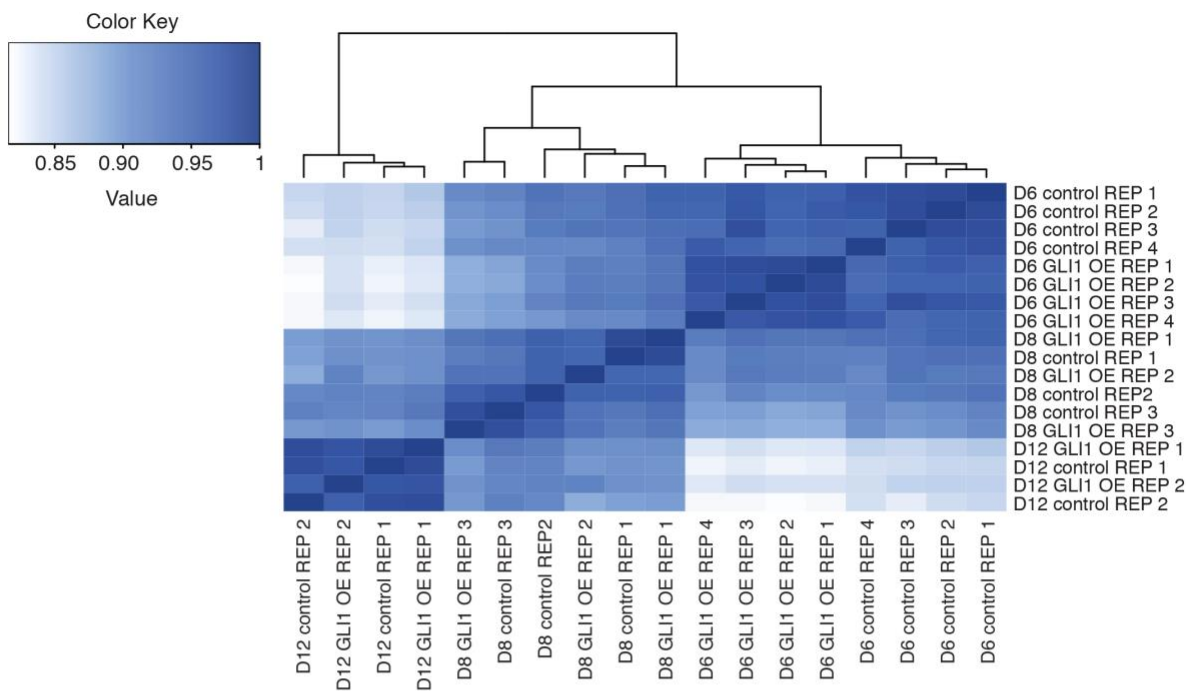 Color Key
0.85 0.90 0.95 1
Value
D6 control REP 1
D6 control REP 2
D6 control REP 3
D6 control REP 4
D6 GLI1 OE REP 1
D6 GLI1 OE REP 2
D6 GLI1 OE REP 3
D6 GLI1 OE REP 4
D8 GLI1 OE REP 1
D8 control REP 1
D8 GLI1 OE REP 2
D8 control REP2
D8 control REP 3
D8 GLI1 OE REP 3
D12 GLI1 OE REP 1
D12 control REP 1
D12 GLI1 OE REP 2
D12 control REP 2
D12 control REP 2
D12 GLI1 OE REP 2
D12 control REP 1
D12 GLI1 OE REP 1
D8 GLI1 OE REP 3
D8 control REP 3
D8 control REP2
D8 GLI1 OE REP 2
D8 control REP 1
D8 GLI1 OE REP 1
D6 GLI1 OE REP 4
D6 GLI1 OE REP 3
D6 GLI1 OE REP 2
D6 GLI1 OE REP 1
D6 control REP 4
D6 control REP 3
D6 control REP 2
D6 control REP 1